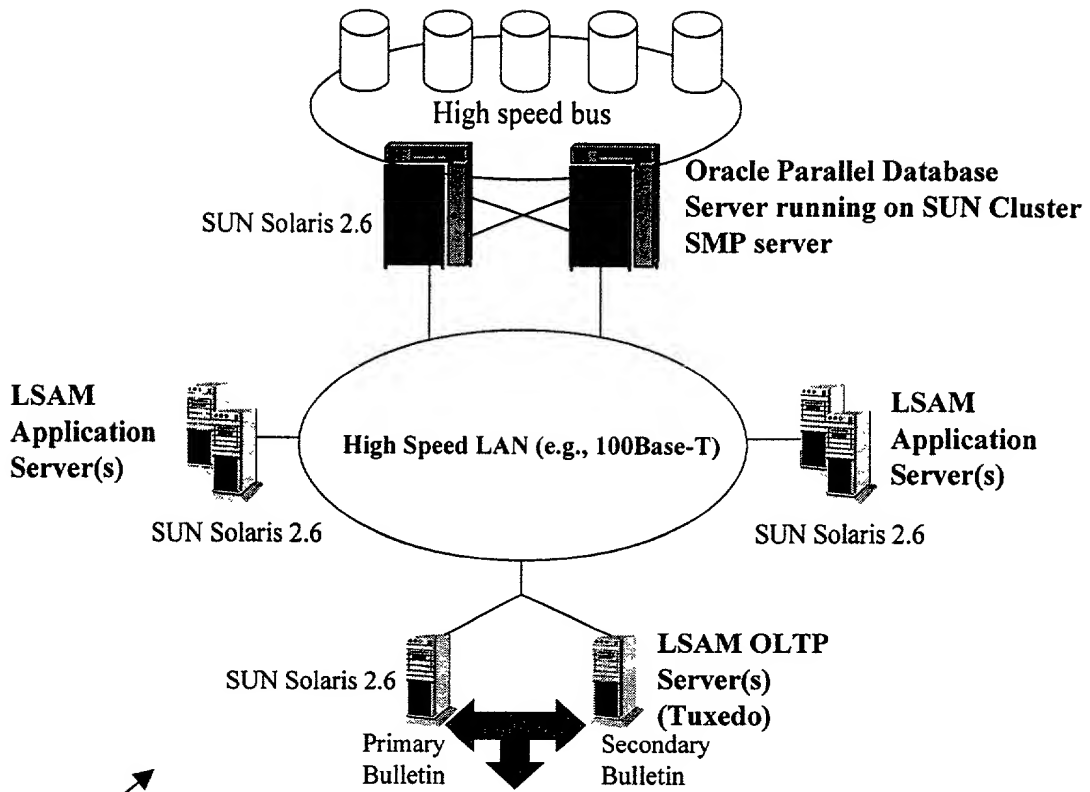 High speed bus
SUN Solaris 2.6
Oracle Parallel Database
Server running on SUN Cluster
SMP server
LSAM
Application
Server(s)
SUN Solaris 2.6
High Speed LAN (e.g., 100Base-T)
LSAM
Application
Server(s)
SUN Solaris 2.6
SUN Solaris 2.6
LSAM OLTP
Server(s)
(Tuxedo)
Primary
Bulletin
Secondary
Bulletin